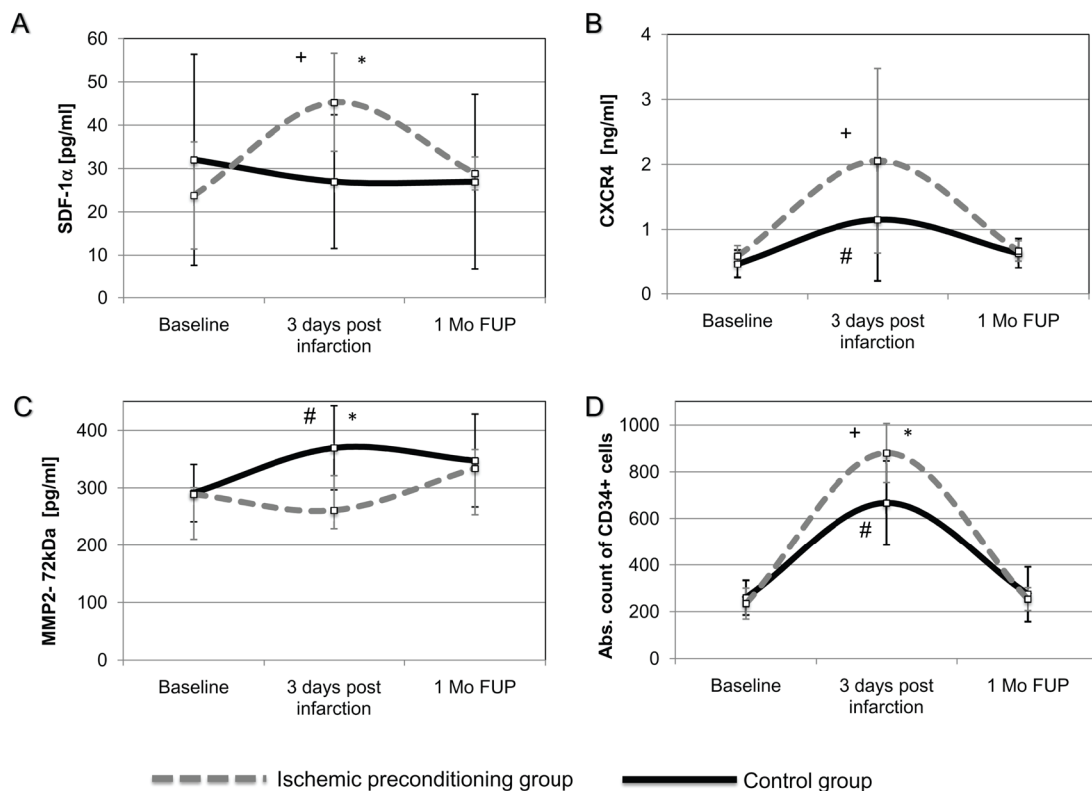 A
SDF-1α [pg/ml]
60
50
40
30
20
10
0
+ *
Baseline
3 days post
infarction
1 Mo FUP
B
CXCR4 [ng/ml]
4
3
2
1
0
+
#
Baseline
3 days post
infarction
1 Mo FUP
C
MMP2- 72kDa [pg/ml]
400
300
200
100
0
# *
Baseline
3 days post
infarction
1 Mo FUP
D
Abs. count of CD34+ cells
1000
800
600
400
200
0
+ *
#
Baseline
3 days post
infarction
1 Mo FUP
Ischemic preconditioning group
Control group